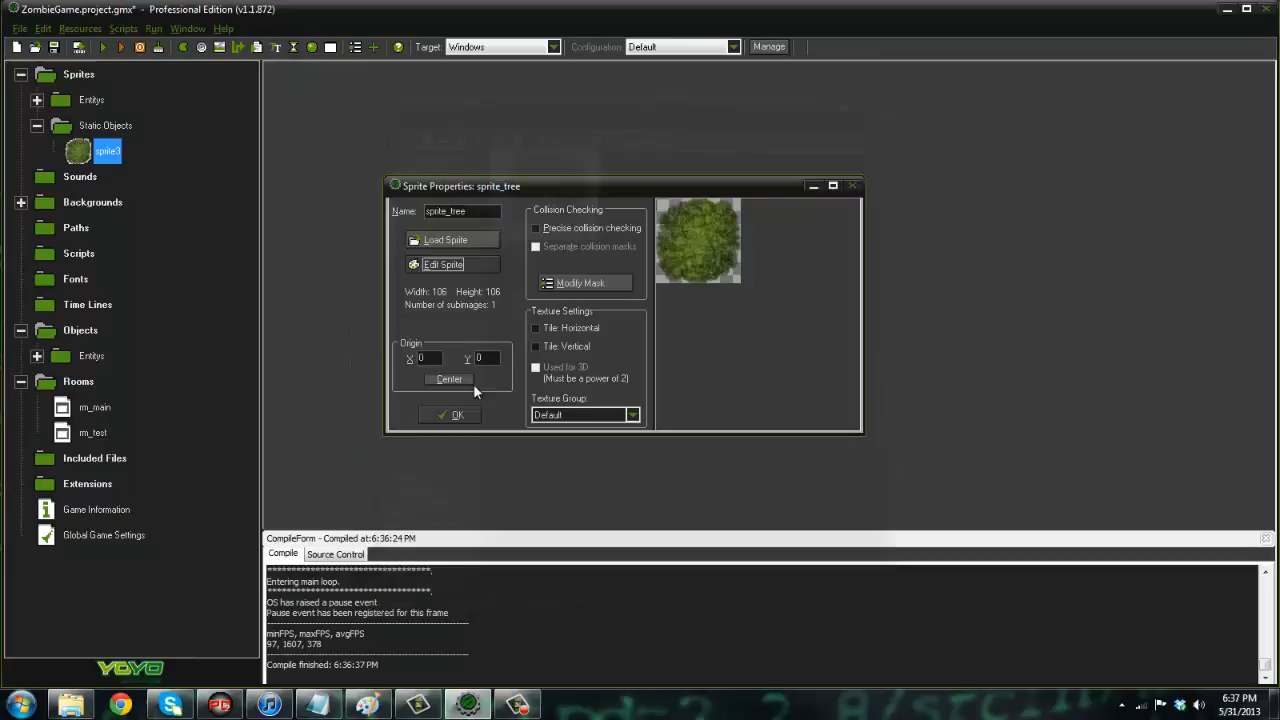 ZombieGame.project.gmx* - Professional Edition (v1.1.872)
File Edit Resources Scripts Run Window Help
Target: Windows Configuration: Default Manage
Sprites
Entitys
Static Objects
sprite3
Sounds
Backgrounds
Paths
Scripts
Fonts
Time Lines
Objects
Entitys
Rooms
rm_main
rm_test
Included Files
Extensions
Game Information
Global Game Settings
YOYO
Sprite Properties: sprite_tree
Name: sprite_tree
Load Sprite
Edit Sprite
Width: 106 Height: 106
Number of subimages: 1
Origin
X 0 Y 0
Center
OK
Collision Checking
Precise collision checking
Separate collision masks
Modify Mask
Texture Settings
Tile: Horizontal
Tile: Vertical
Used for 3D
(Must be a power of 2)
Texture Group:
Default
CompileForm - Compiled at:6:36:24 PM
Compile Source Control
***********************************;
Entering main loop.
***********************************;
OS has raised a pause event
Pause event has been registered for this frame
minFPS, maxFPS, avgFPS
97, 1607, 378
Compile finished: 6:36:37 PM
6:37 PM
5/31/2013